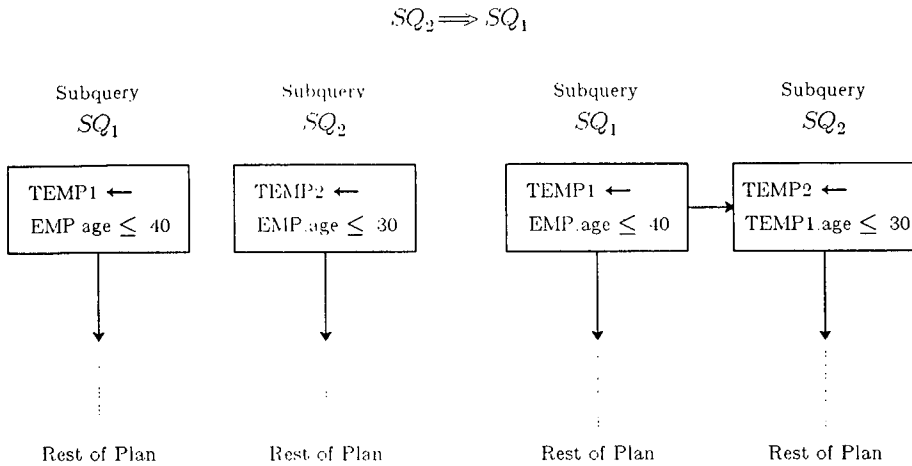 SQ₂ ⟹ SQ₁
Subquery Subquery Subquery Subquery
SQ₁ SQ₂ SQ₁ SQ₂
TEMP1 ← TEMP2 ← TEMP1 ← TEMP2 ←
EMP.age ≤ 40 EMP.age ≤ 30 EMP.age ≤ 40 TEMP1.age ≤ 30
Rest of Plan Rest of Plan Rest of Plan Rest of Plan